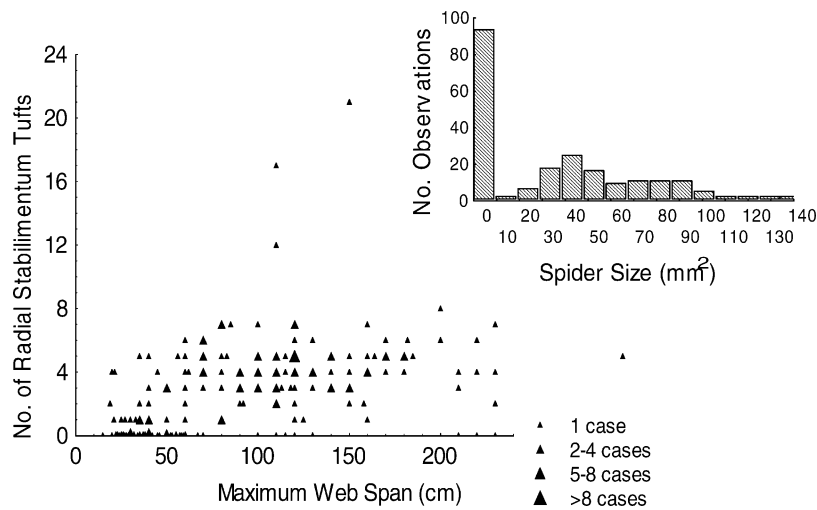 100
80
60
40
20
0
No. Observations
0 20 40 60 80 100 120 140
10 30 50 70 90 110 130
Spider Size (mm2)
24
20
16
12
8
4
0
No. of Radial Stabilimentum Tufts
0 50 100 150 200
Maximum Web Span (cm)
1 case
2-4 cases
5-8 cases
>8 cases